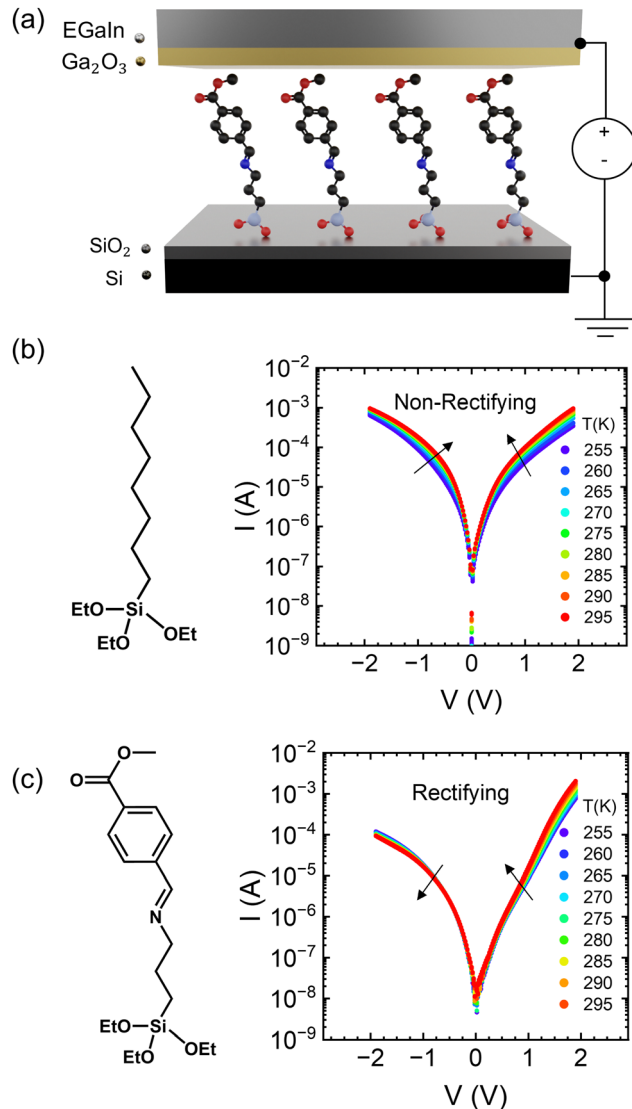 (a)
EGaIn
Ga₂O₃
+
-
SiO₂
Si
(b)
Si
EtO
EtO
OEt
I (A)
10⁻²
10⁻³
10⁻⁴
10⁻⁵
10⁻⁶
10⁻⁷
10⁻⁸
10⁻⁹
Non-Rectifying
T(K)
255
260
265
270
275
280
285
290
295
−2 −1 0 1 2
V (V)
(c)
O
O
N
Si
EtO
EtO
OEt
I (A)
10⁻²
10⁻³
10⁻⁴
10⁻⁵
10⁻⁶
10⁻⁷
10⁻⁸
10⁻⁹
Rectifying
T(K)
255
260
265
270
275
280
285
290
295
−2 −1 0 1 2
V (V)